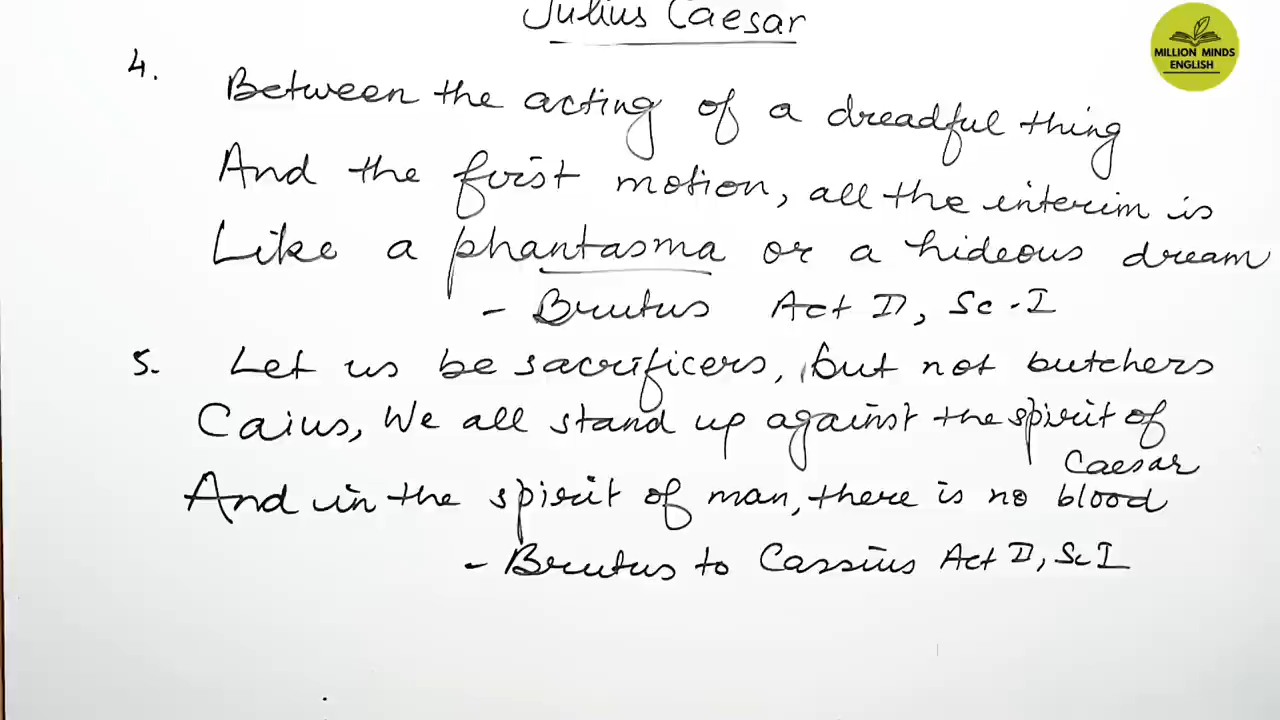 Julius Caesar
MILLION MINDS
ENGLISH
4.
Between the acting of a dreadful thing
And the first motion, all the interim is
Like a phantasma or a hideous dream
- Brutus Act II, Sc - I
5. Let us be sacrificers, but not butchers
Caius, We all stand up against the spirit of
Caesar
And in the spirit of man, there is no blood
- Brutus to Cassius Act II, Sc I